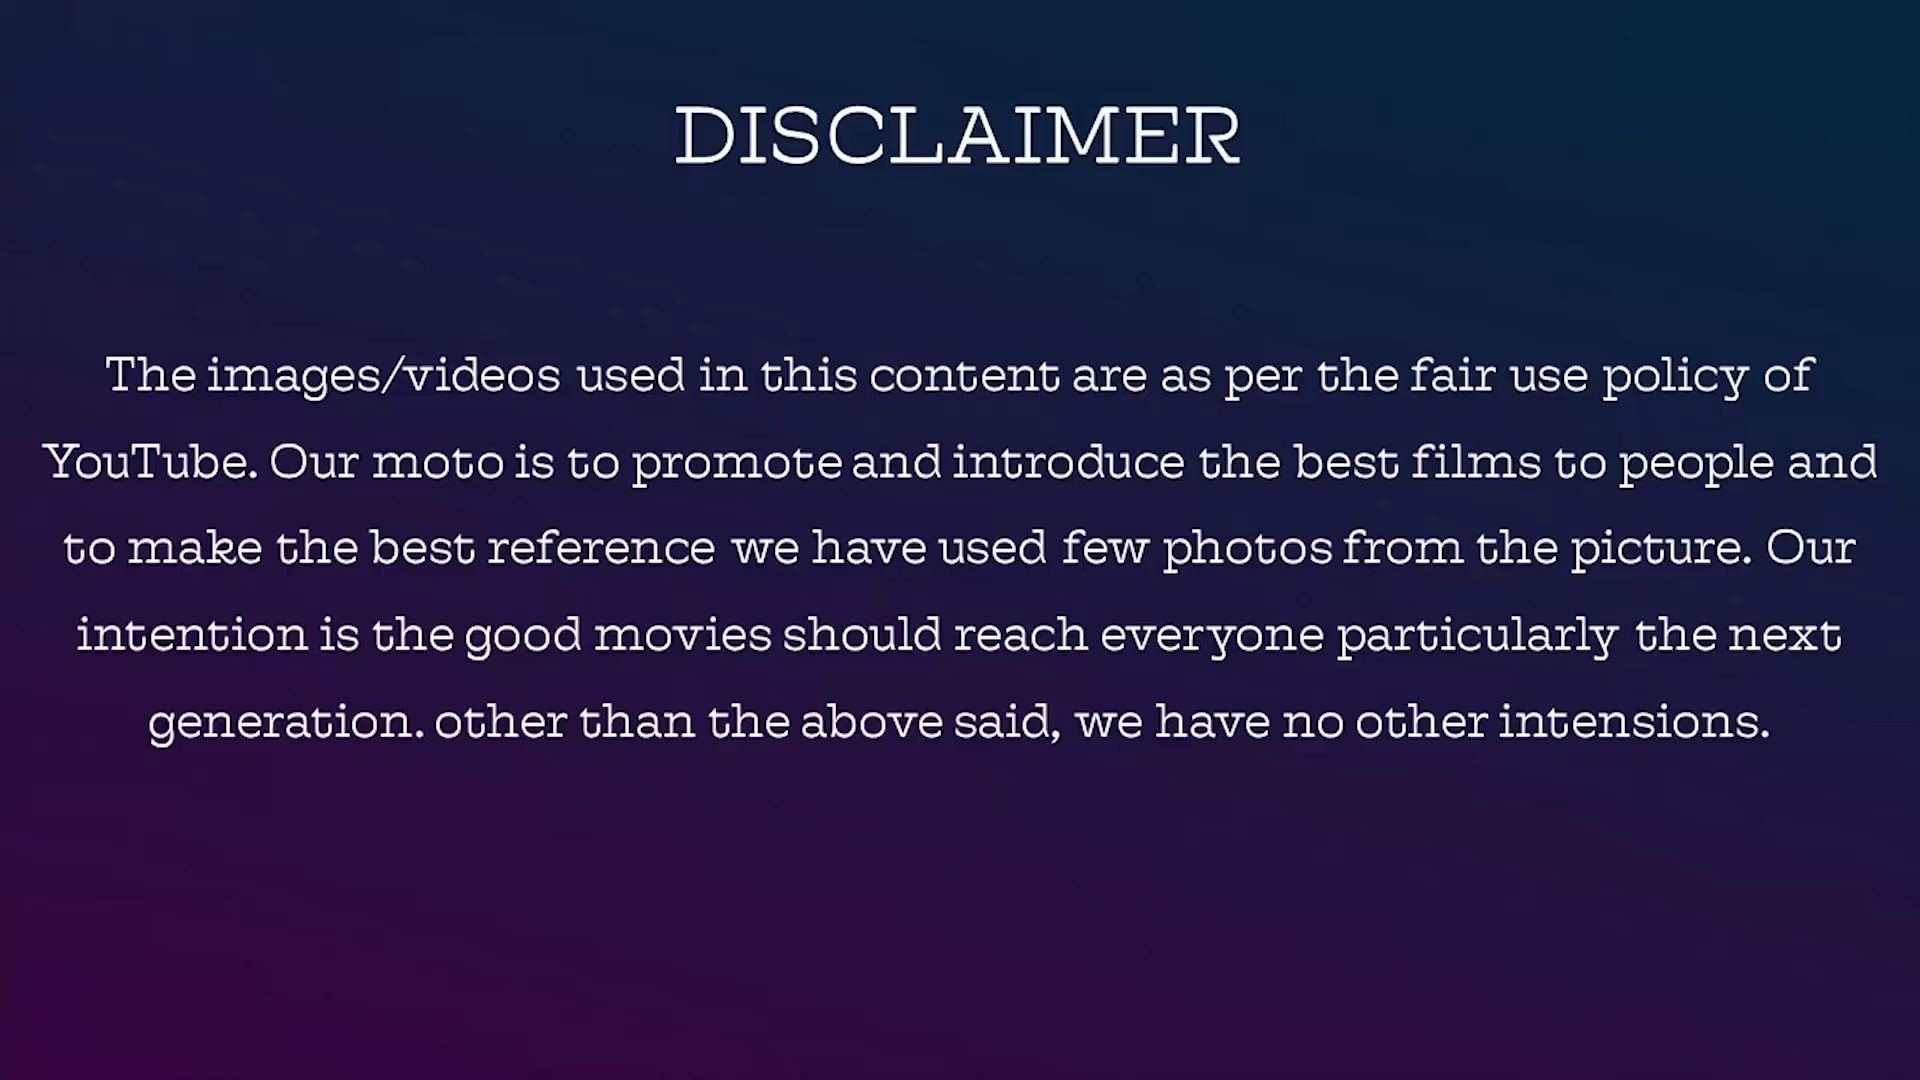 DISCLAIMER
The images/videos used in this content are as per the fair use policy of
YouTube. Our moto is to promote and introduce the best films to people and
to make the best reference we have used few photos from the picture. Our
intention is the good movies should reach everyone particularly the next
generation. other than the above said, we have no other intensions.